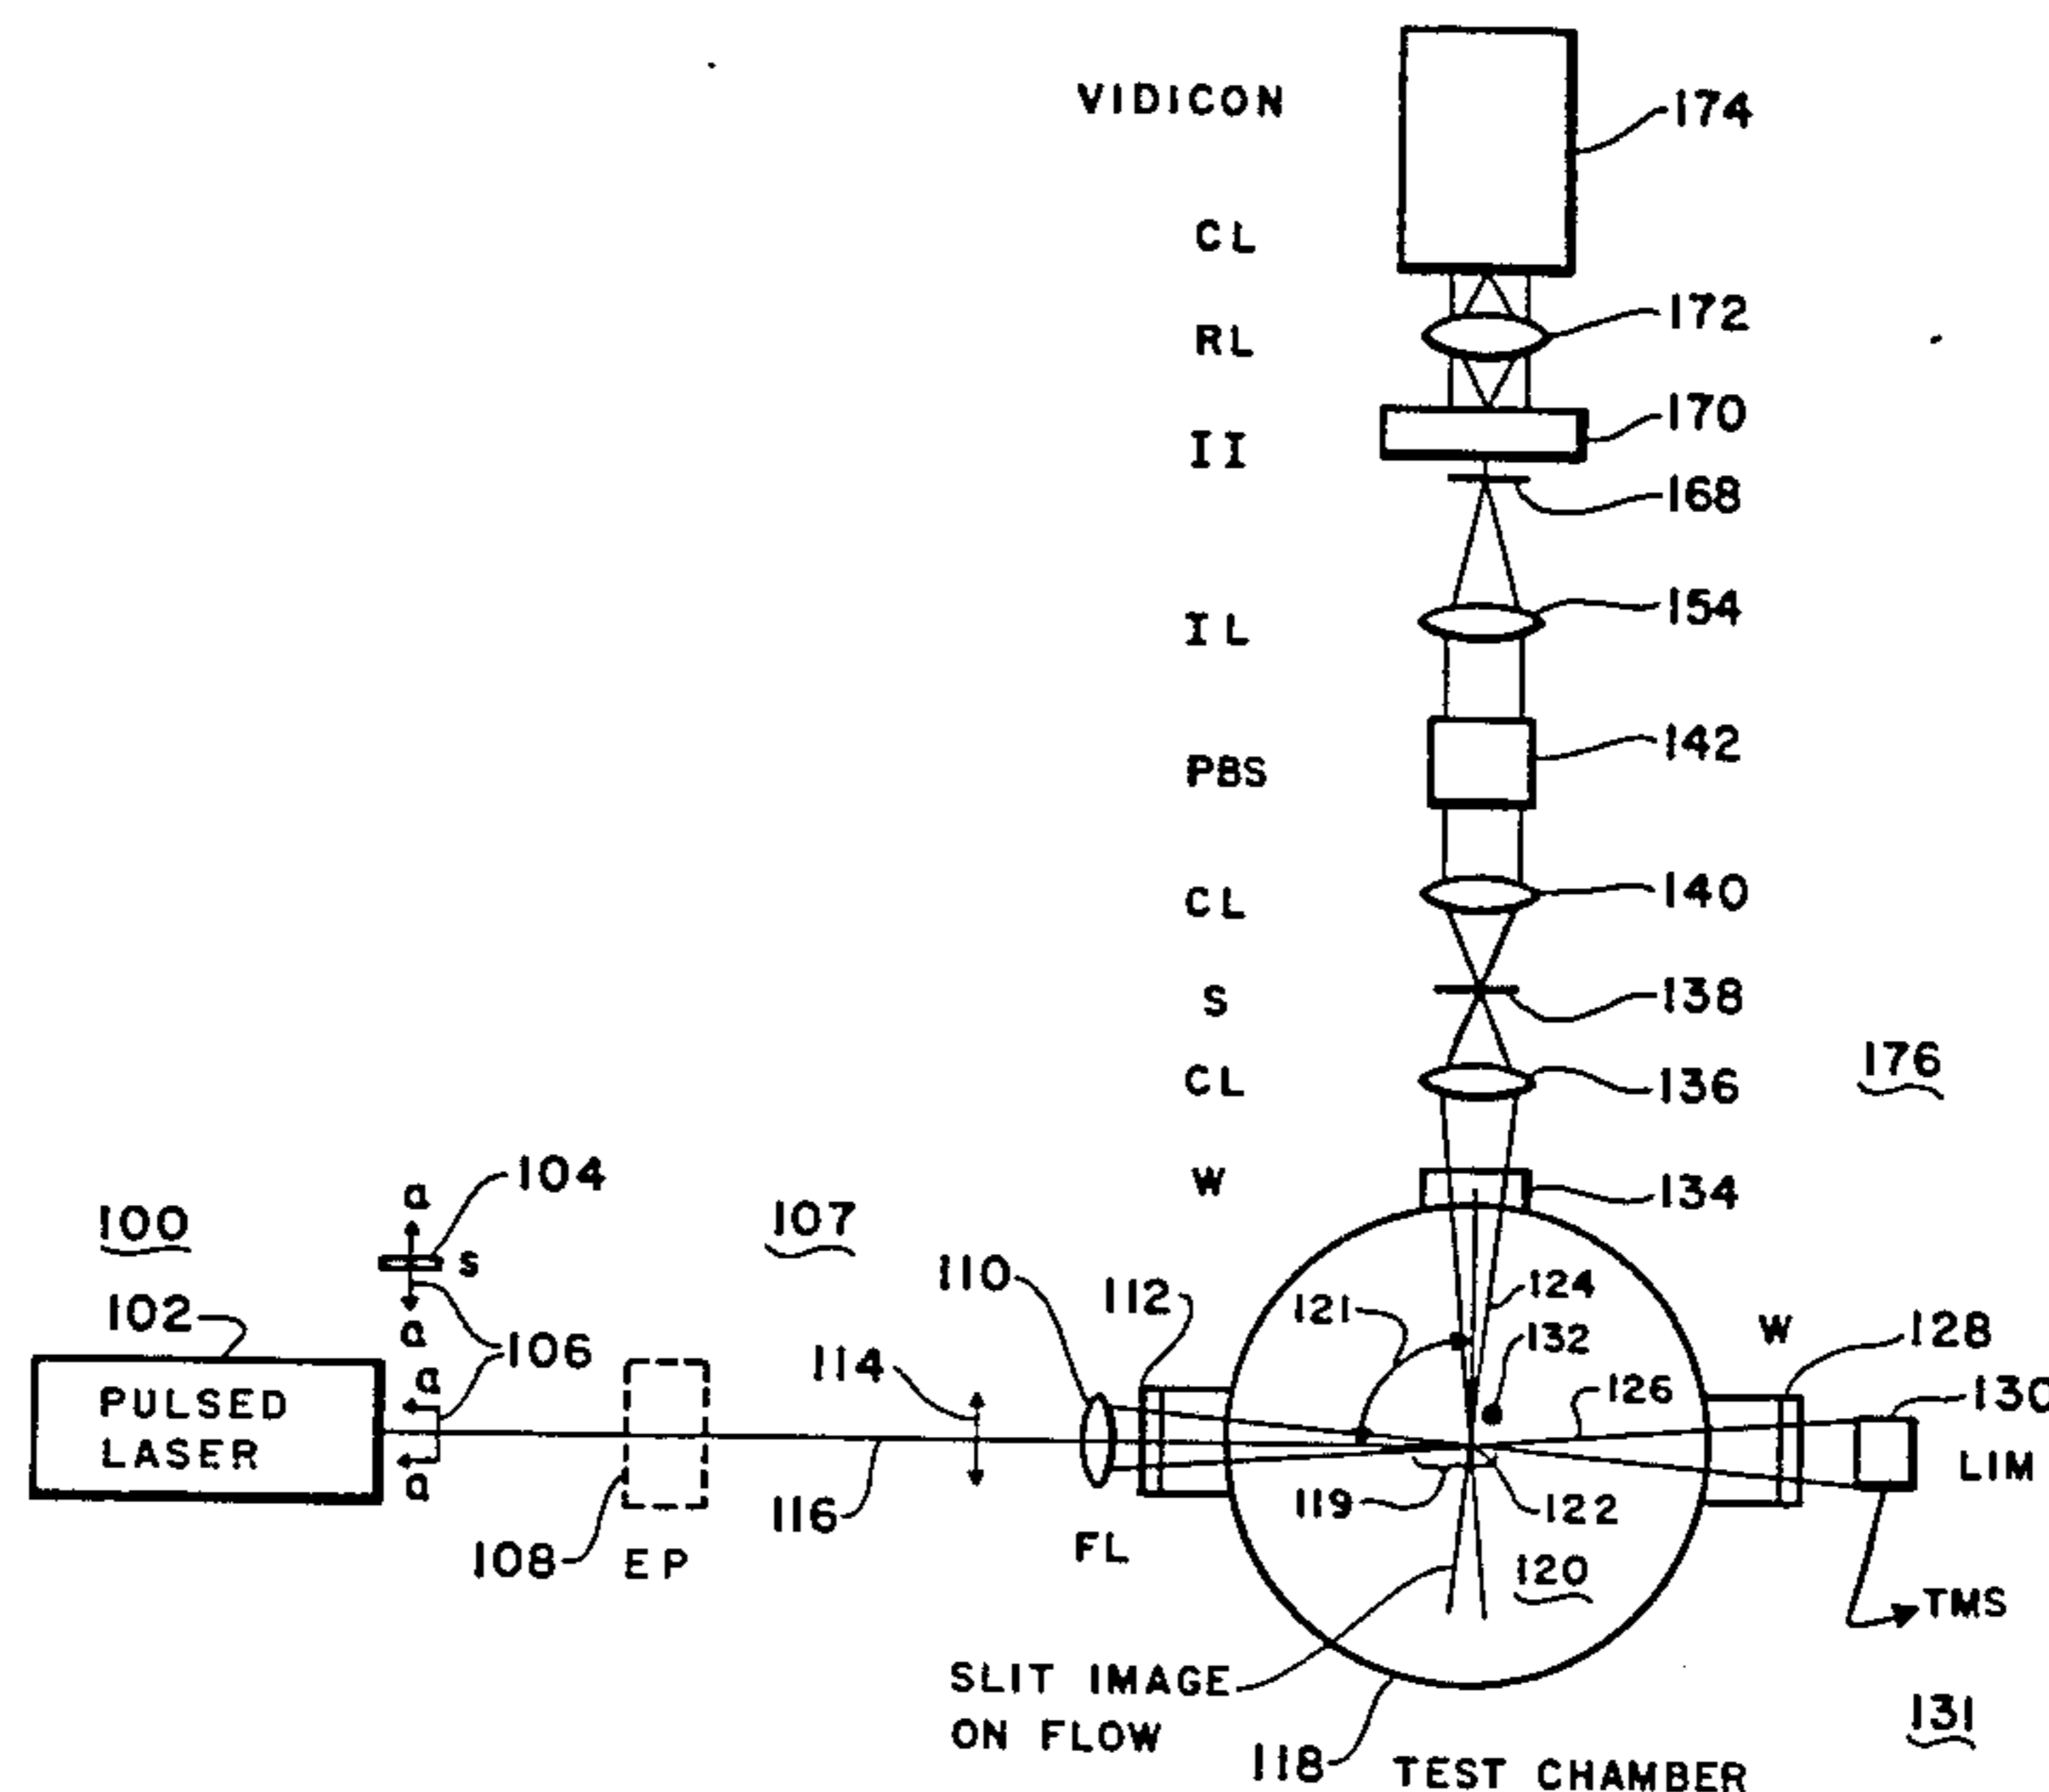 VIDICON
174
CL
172
RL
170
II
168
154
IL
142
PBS
140
CL
138
S
176
136
CL
W
134
104
a
100
S
107
110
112
121
124
W
128
102
a
106
132
114
a
126
130
PULSED
LASER
a
LIM
116
119
122
108
EP
FL
120
TMS
SLIT IMAGE
ON FLOW
131
118
TEST CHAMBER